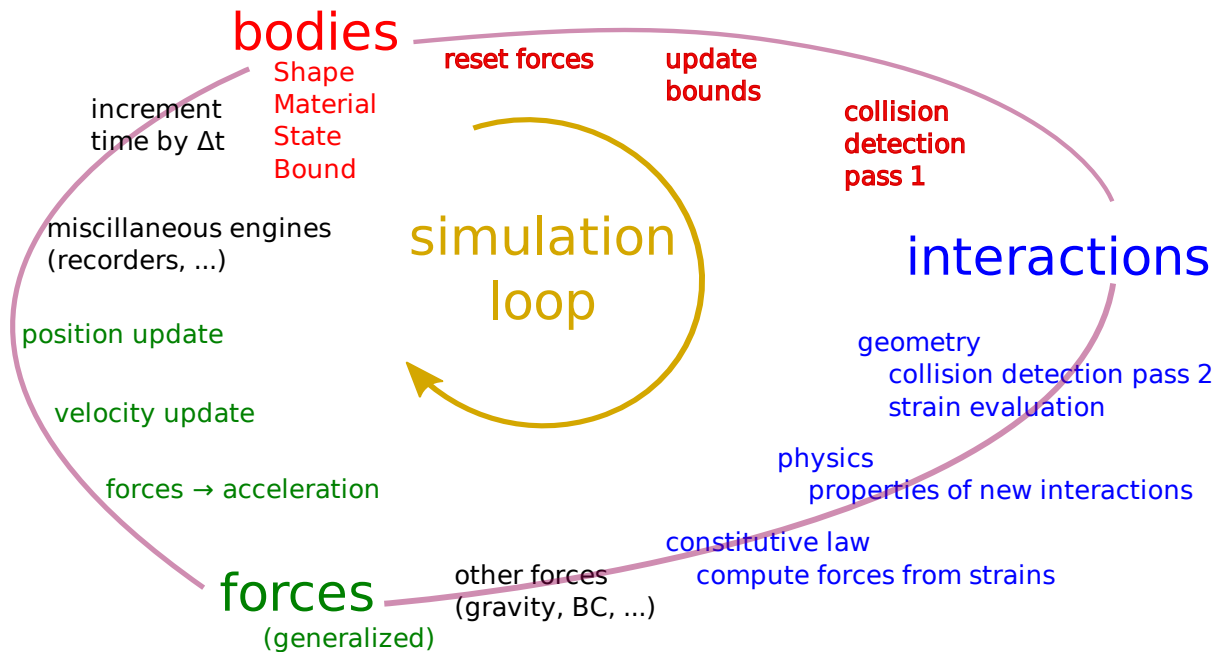 bodies
Shape
Material
State
Bound
reset forces
update
bounds
collision
detection
pass 1
increment
time by Δt
miscillaneous engines
(recorders, ...)
simulation
loop
interactions
position update
velocity update
forces → acceleration
geometry
collision detection pass 2
strain evaluation
physics
properties of new interactions
constitutive law
compute forces from strains
forces
(generalized)
other forces
(gravity, BC, ...)